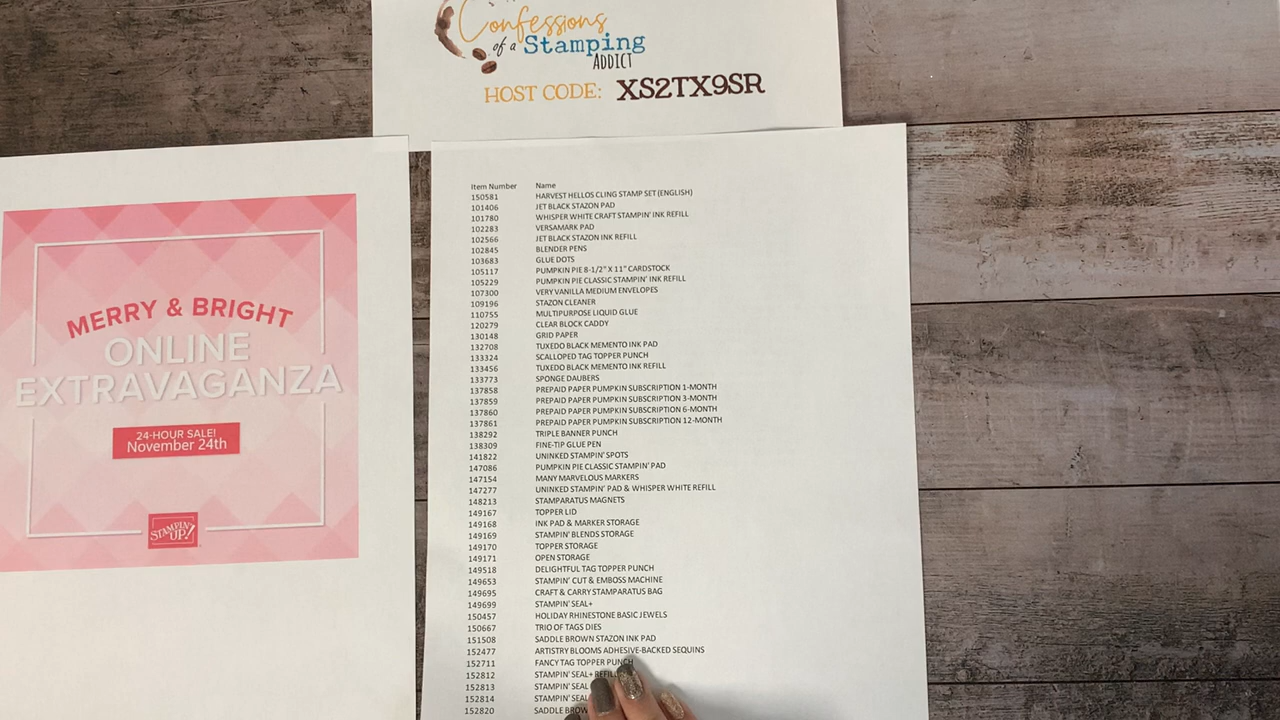 Confessions
of a Stamping
ADDICT
HOST CODE: XS2TX9SR
MERRY & BRIGHT
ONLINE
EXTRAVAGANZA
24-HOUR SALE!
November 24th
STAMPIN' UP!
Item Number Name
150581 HARVEST HELLOS CLING STAMP SET (ENGLISH)
101406 JET BLACK STAZON PAD
101780 WHISPER WHITE CRAFT STAMPIN' INK REFILL
102283 VERSAMARK PAD
102566 JET BLACK STAZON INK REFILL
102845 BLENDER PENS
103683 GLUE DOTS
105117 PUMPKIN PIE 8-1/2" X 11" CARDSTOCK
105229 PUMPKIN PIE CLASSIC STAMPIN' INK REFILL
107300 VERY VANILLA MEDIUM ENVELOPES
109196 STAZON CLEANER
110755 MULTIPURPOSE LIQUID GLUE
120279 CLEAR BLOCK CADDY
130148 GRID PAPER
132708 TUXEDO BLACK MEMENTO INK PAD
133324 SCALLOPED TAG TOPPER PUNCH
133456 TUXEDO BLACK MEMENTO INK REFILL
133773 SPONGE DAUBERS
137858 PREPAID PAPER PUMPKIN SUBSCRIPTION 1-MONTH
137859 PREPAID PAPER PUMPKIN SUBSCRIPTION 3-MONTH
137860 PREPAID PAPER PUMPKIN SUBSCRIPTION 6-MONTH
137861 PREPAID PAPER PUMPKIN SUBSCRIPTION 12-MONTH
138292 TRIPLE BANNER PUNCH
138309 FINE-TIP GLUE PEN
141822 UNINKED STAMPIN' SPOTS
147086 PUMPKIN PIE CLASSIC STAMPIN' PAD
147154 MANY MARVELOUS MARKERS
147277 UNINKED STAMPIN' PAD & WHISPER WHITE REFILL
148213 STAMPARATUS MAGNETS
149167 TOPPER LID
149168 INK PAD & MARKER STORAGE
149169 STAMPIN' BLENDS STORAGE
149170 TOPPER STORAGE
149171 OPEN STORAGE
149518 DELIGHTFUL TAG TOPPER PUNCH
149653 STAMPIN' CUT & EMBOSS MACHINE
149695 CRAFT & CARRY STAMPARATUS BAG
149699 STAMPIN' SEAL+
150457 HOLIDAY RHINESTONE BASIC JEWELS
150667 TRIO OF TAGS DIES
151508 SADDLE BROWN STAZON INK PAD
152477 ARTISTRY BLOOMS ADHESIVE-BACKED SEQUINS
152711 FANCY TAG TOPPER PUNCH
152812 STAMPIN' SEAL+ REFILL
152813 STAMPIN' SEAL
152814 STAMPIN' SEAL
152820 SADDLE BROW